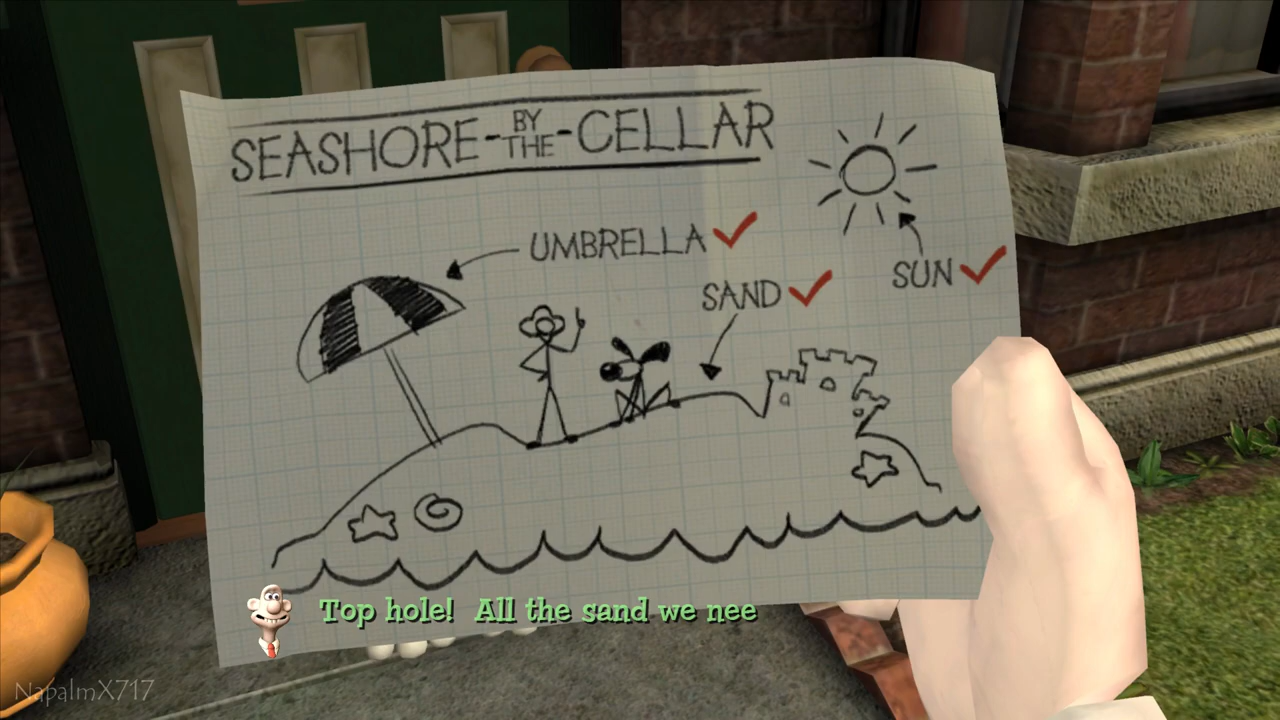 SEASHORE-BY THE-CELLAR
UMBRELLA
SUN
SAND
Top hole!  All the sand we nee
NapalmX717